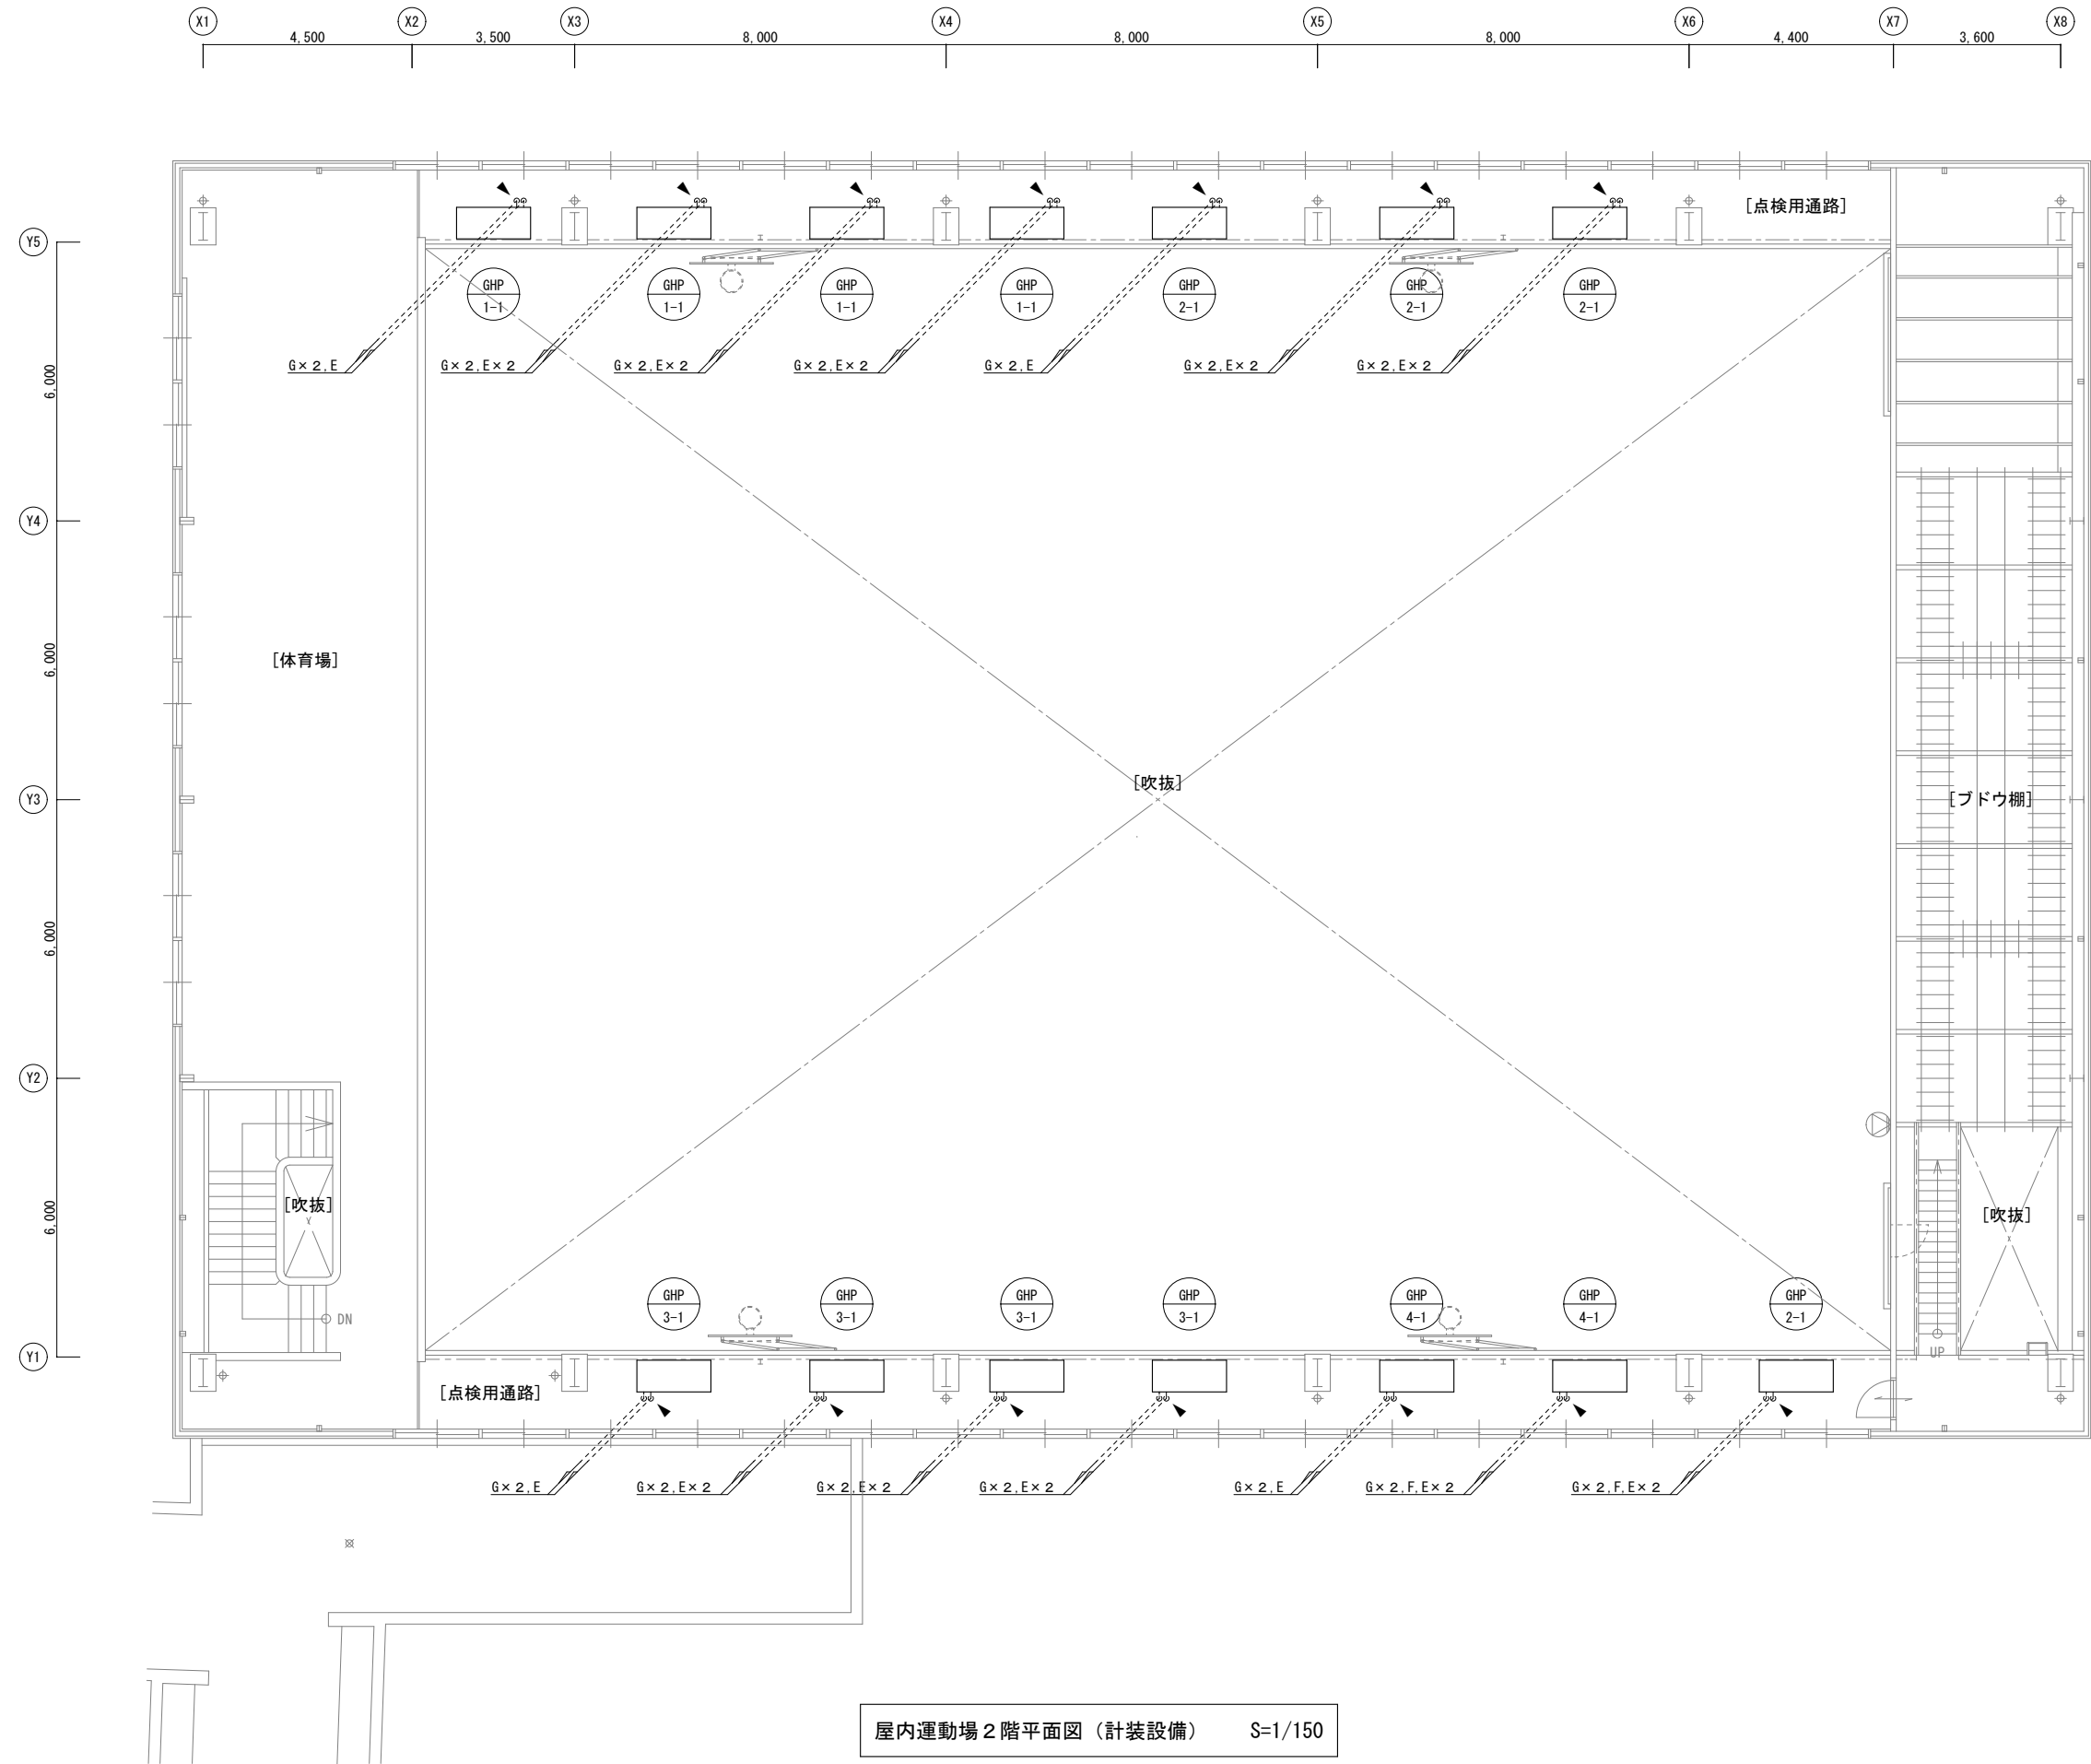 X1 X2 X3 X4 X5 X6 X7 X8
4,500 3,500 8,000 8,000 8,000 4,400 3,600
[点検用通路]
Y5
GHP 1-1
GHP 1-1
GHP 1-1
GHP 1-1
GHP 2-1
GHP 2-1
GHP 2-1
G×２,E
G×２,E×２
G×２,E×２
G×２,E×２
G×２,E
G×２,E×２
G×２,E×２
6,000
Y4
[体育場]
6,000
[吹抜]
Y3
[ブドウ棚]
6,000
Y2
[吹抜]
[吹抜]
6,000
DN
GHP 3-1
GHP 3-1
GHP 3-1
GHP 3-1
GHP 4-1
GHP 4-1
GHP 2-1
UP
Y1
[点検用通路]
G×２,E
G×２,E×２
G×２,E×２
G×２,E×２
G×２,E
G×２,F,E×２
G×２,F,E×２
屋内運動場２階平面図（計装設備） S=1/150